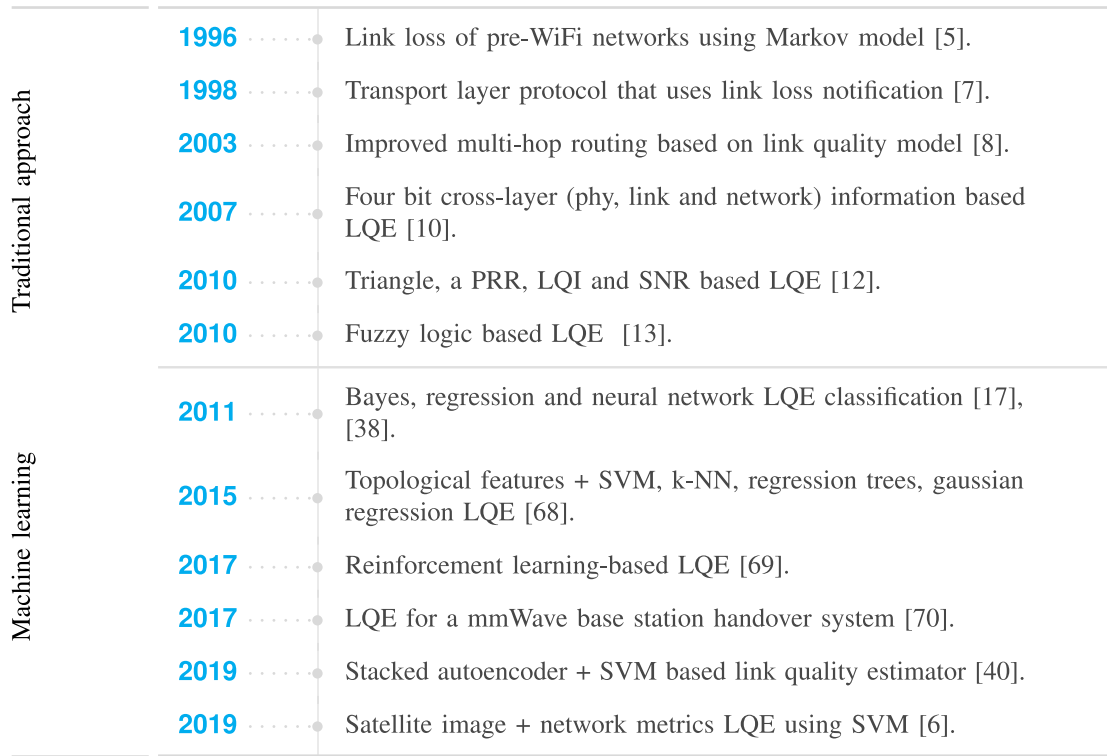 Traditional approach
1996 Link loss of pre-WiFi networks using Markov model [5].
1998 Transport layer protocol that uses link loss notification [7].
2003 Improved multi-hop routing based on link quality model [8].
2007 Four bit cross-layer (phy, link and network) information based
LQE [10].
2010 Triangle, a PRR, LQI and SNR based LQE [12].
2010 Fuzzy logic based LQE [13].
Machine learning
2011 Bayes, regression and neural network LQE classification [17],
[38].
2015 Topological features + SVM, k-NN, regression trees, gaussian
regression LQE [68].
2017 Reinforcement learning-based LQE [69].
2017 LQE for a mmWave base station handover system [70].
2019 Stacked autoencoder + SVM based link quality estimator [40].
2019 Satellite image + network metrics LQE using SVM [6].